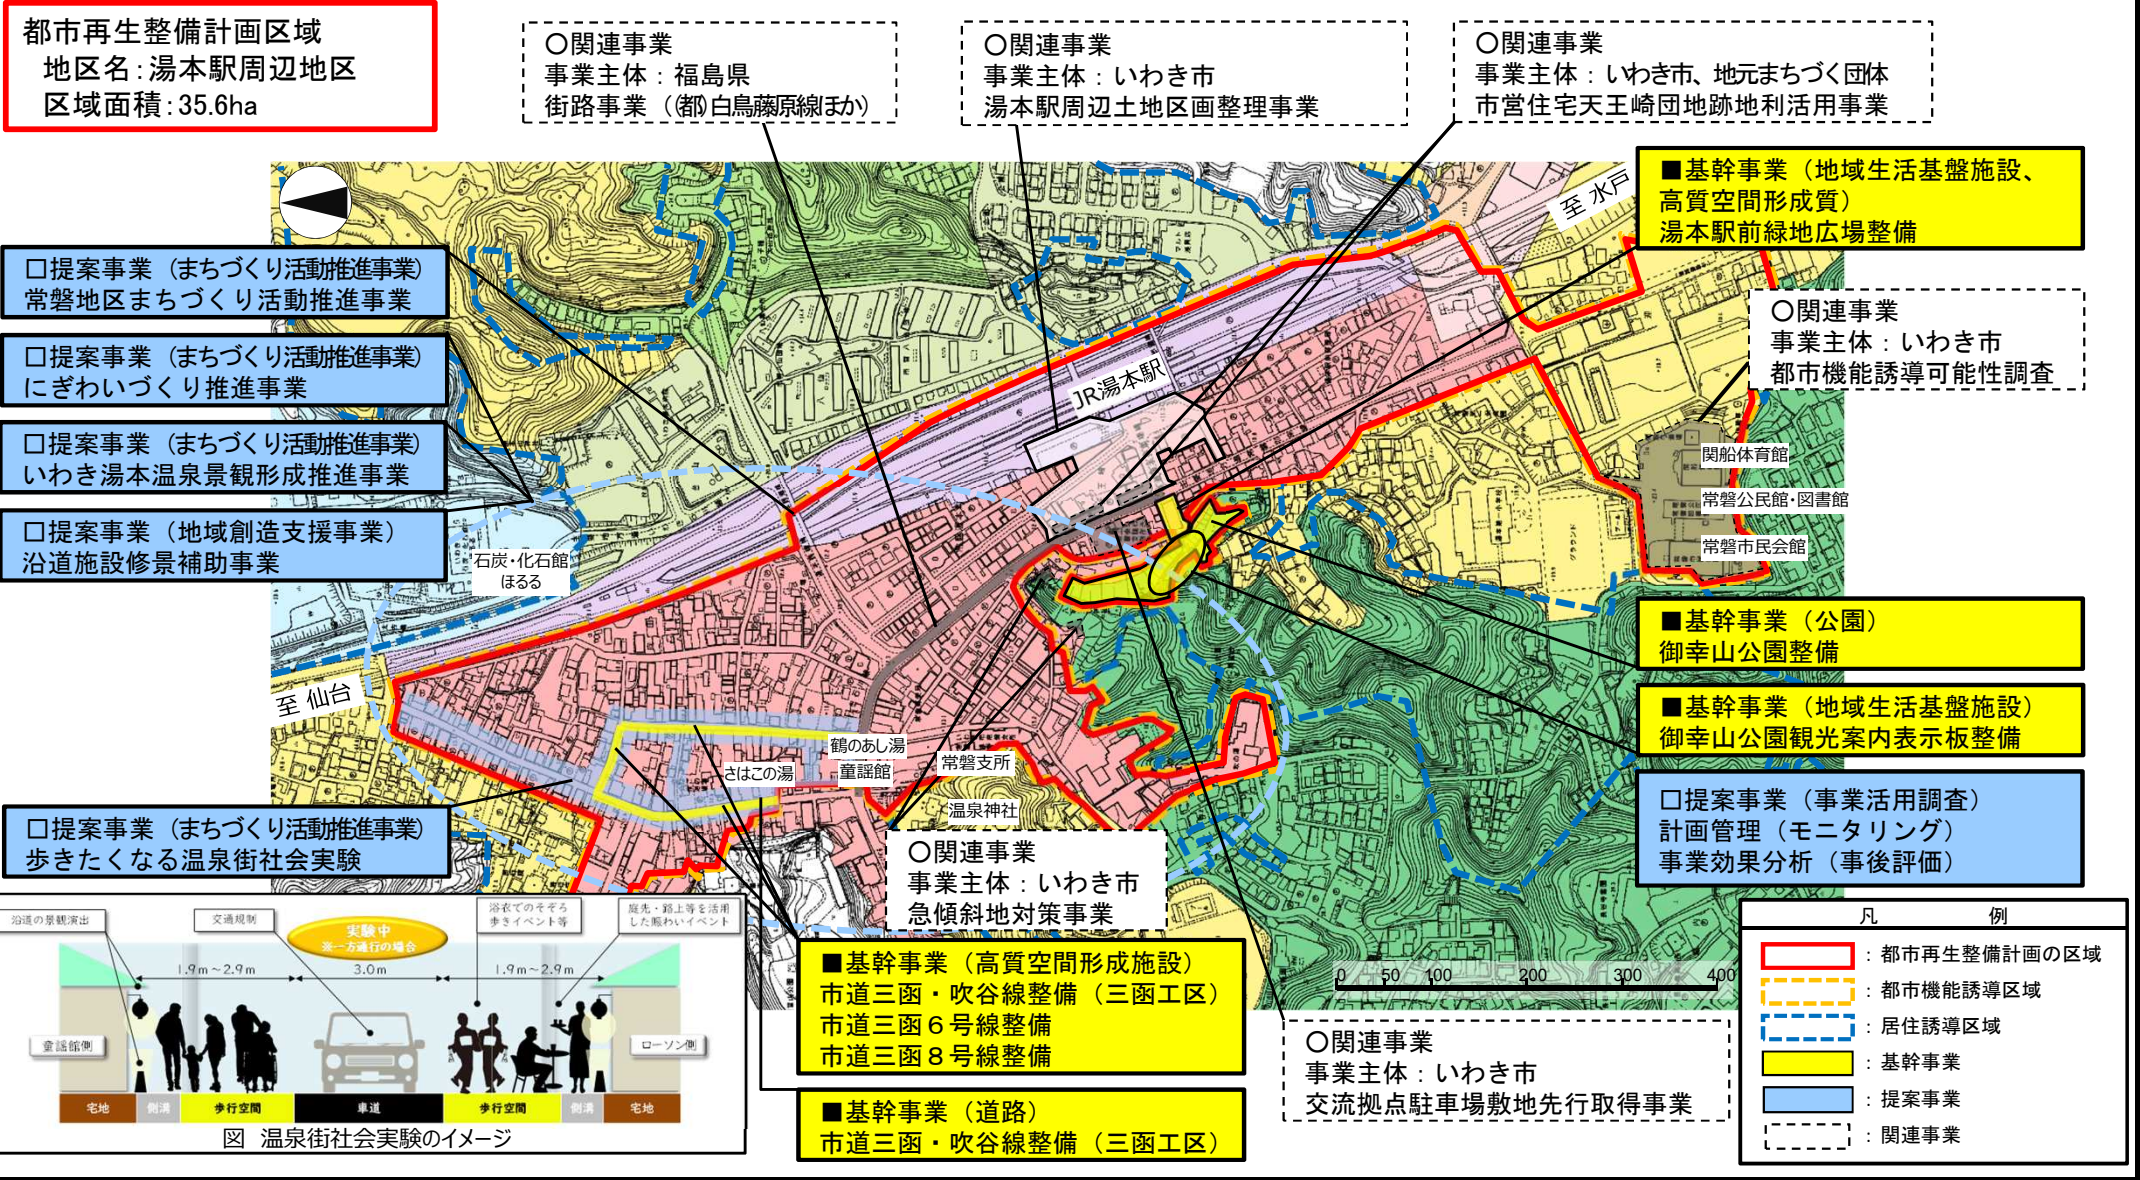 都市再生整備計画区域
地区名：湯本駅周辺地区
区域面積：35.6ha
〇関連事業
事業主体：福島県
街路事業（(都)白鳥藤原線ほか）
〇関連事業
事業主体：いわき市
湯本駅周辺土地区画整理事業
〇関連事業
事業主体：いわき市、地元まちづく団体
市営住宅天王崎団地跡地利活用事業
■基幹事業（地域生活基盤施設、
高質空間形成質）
湯本駅前緑地広場整備
〇関連事業
事業主体：いわき市
都市機能誘導可能性調査
□提案事業（まちづくり活動推進事業）
常磐地区まちづくり活動推進事業
□提案事業（まちづくり活動推進事業）
にぎわいづくり推進事業
□提案事業（まちづくり活動推進事業）
いわき湯本温泉景観形成推進事業
□提案事業（地域創造支援事業）
沿道施設修景補助事業
至 水戸
JR湯本駅
関船体育館
常磐公民館・図書館
常磐市民会館
グラウンド
石炭・化石館
ほるる
至 仙台
鶴のあし湯
童謡館
さはこの湯
常磐支所
温泉神社
■基幹事業（公園）
御幸山公園整備
■基幹事業（地域生活基盤施設）
御幸山公園観光案内表示板整備
□提案事業（事業活用調査）
計画管理（モニタリング）
事業効果分析（事後評価）
□提案事業（まちづくり活動推進事業）
歩きたくなる温泉街社会実験
〇関連事業
事業主体：いわき市
急傾斜地対策事業
■基幹事業（高質空間形成施設）
市道三函・吹谷線整備（三函工区）
市道三函６号線整備
市道三函８号線整備
■基幹事業（道路）
市道三函・吹谷線整備（三函工区）
〇関連事業
事業主体：いわき市
交流拠点駐車場敷地先行取得事業
0 50 100 200 300 400
凡 例
：都市再生整備計画の区域
：都市機能誘導区域
：居住誘導区域
：基幹事業
：提案事業
：関連事業
沿道の景観演出
交通規制
実験中
※一方通行の場合
浴衣でのそぞろ
歩きイベント等
庭先・路上等を活用
した賑わいイベント
1.9m～2.9m
3.0m
1.9m～2.9m
童謡館側
ローソン側
宅地 側溝 歩行空間 車道 歩行空間 側溝 宅地
図 温泉街社会実験のイメージ